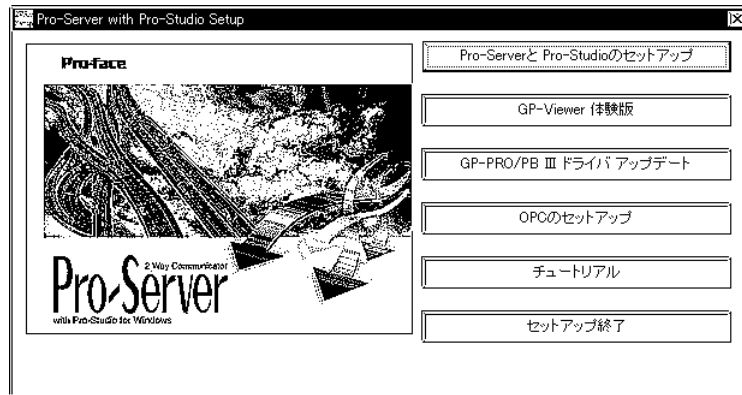 Pro-Server with Pro-Studio Setup
Pro-face
2 Way Communicator
Pro-Server
with Pro-Studio for Windows
Pro-Serverと Pro-Studioのセットアップ
GP-Viewer 体験版
GP-PRO/PB Ⅲ ドライバ アップデート
OPCのセットアップ
チュートリアル
セットアップ終了